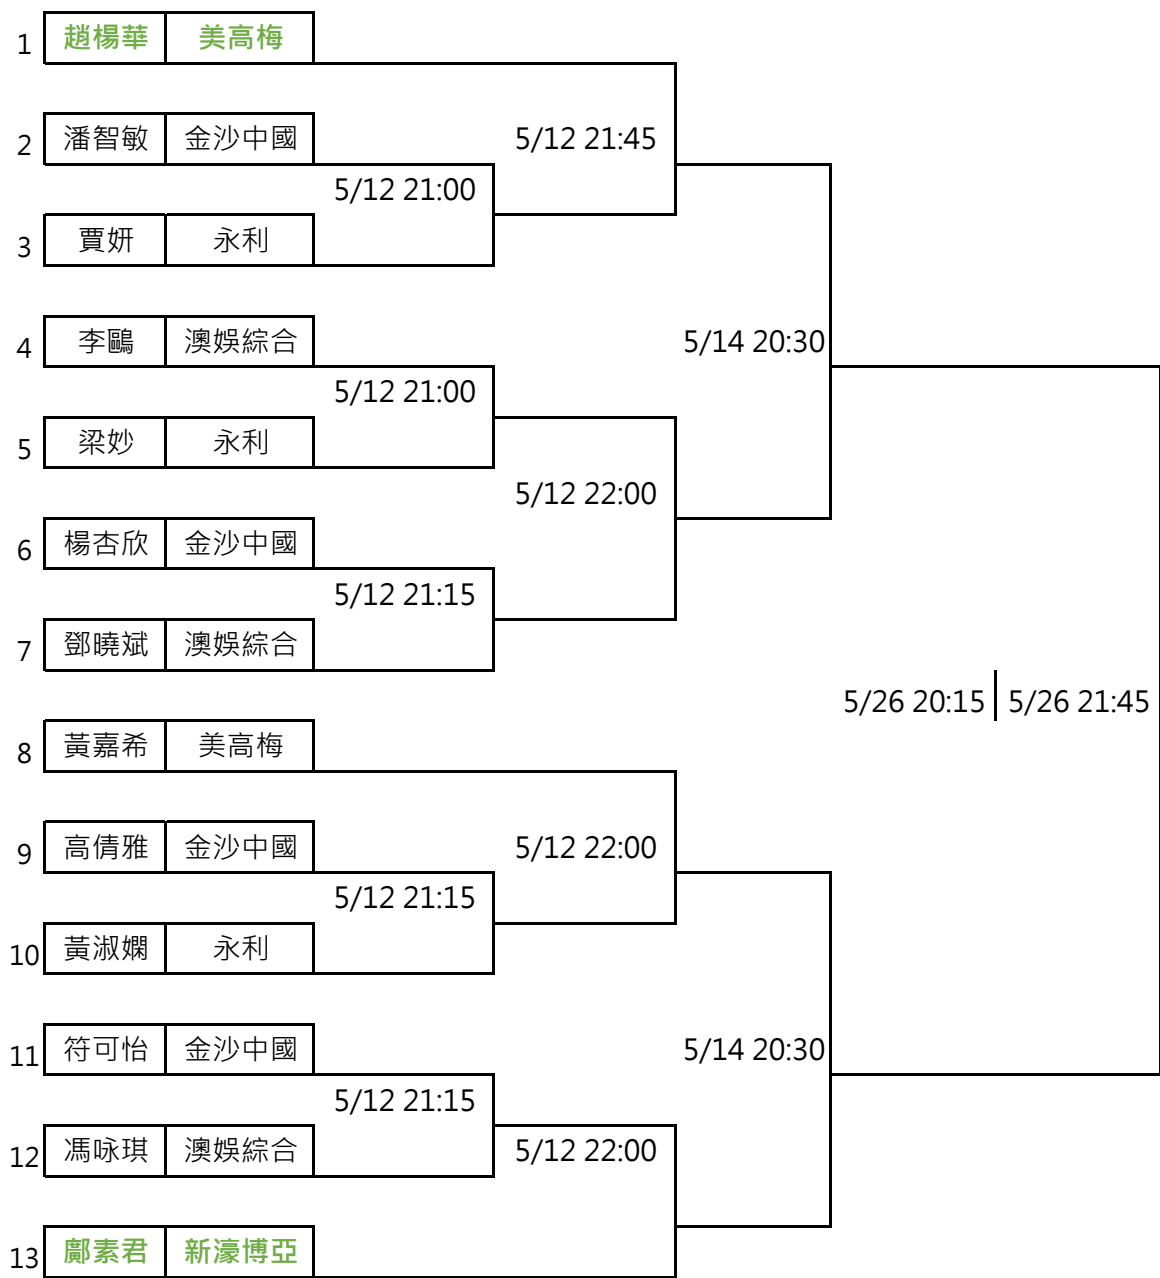 1 趙楊華 美高梅
2 潘智敏 金沙中國 5/12 21:45
5/12 21:00
3 賈妍 永利
4 李鷗 澳娛綜合 5/14 20:30
5/12 21:00
5 梁妙 永利
5/12 22:00
6 楊杏欣 金沙中國
5/12 21:15
7 鄧曉斌 澳娛綜合
5/26 20:15 5/26 21:45
8 黃嘉希 美高梅
9 高倩雅 金沙中國 5/12 22:00
5/12 21:15
10 黃淑嫻 永利
11 符可怡 金沙中國 5/14 20:30
5/12 21:15
12 馮咏琪 澳娛綜合 5/12 22:00
13 鄺素君 新濠博亞